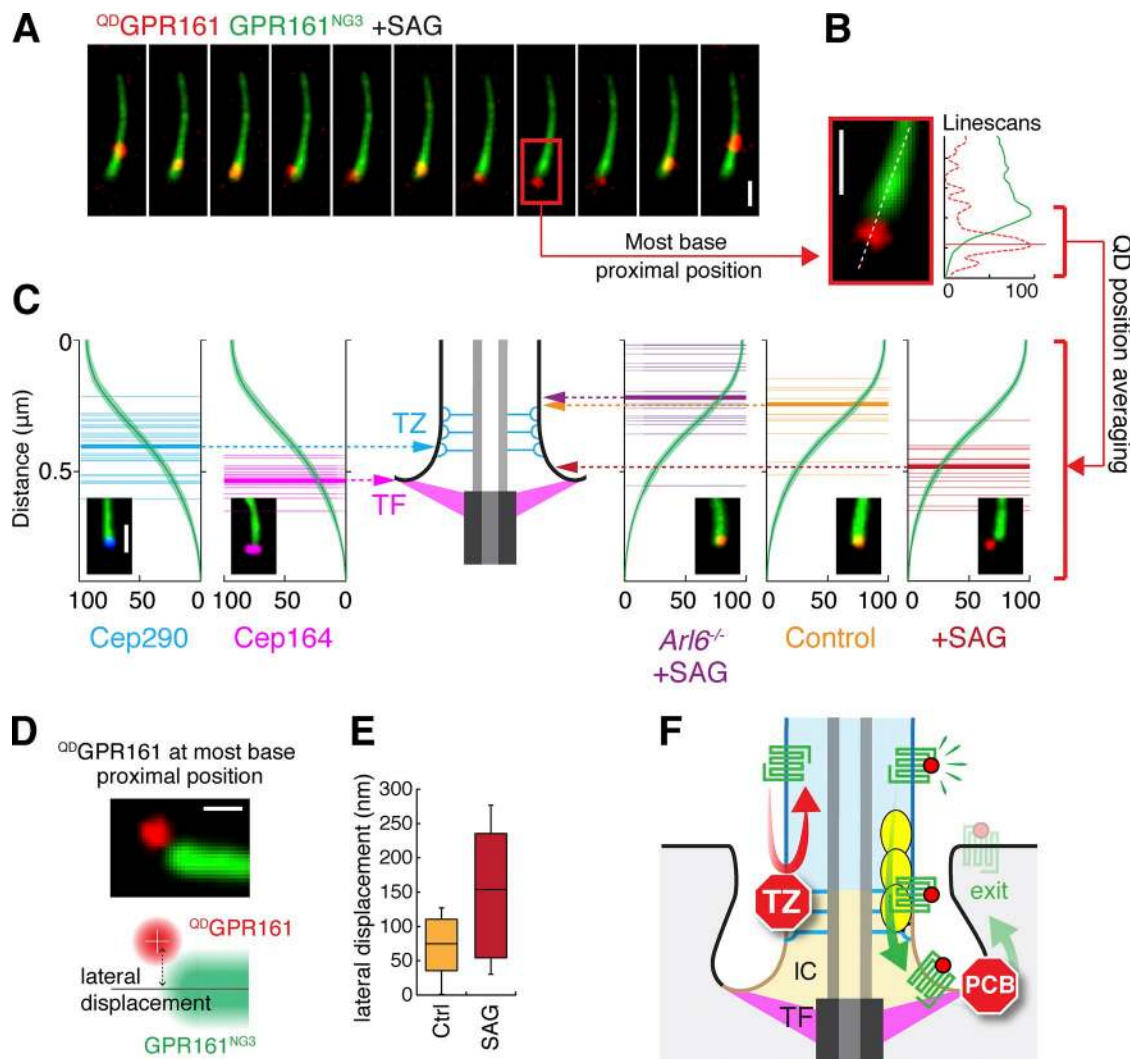 A
QDGPR161 GPR161NG3 +SAG
B
Linescans
Most base
proximal position
0 100
QD position averaging
C
0
0.5
Distance (µm)
TZ
TF
100 50 0
100 50 0
0 50 100
0 50 100
0 50 100
Cep290
Cep164
Arl6-/-
+SAG
Control
+SAG
D
QDGPR161 at most base
proximal position
QDGPR161
lateral
displacement
GPR161NG3
E
lateral displacement (nm)
300
250
200
150
100
50
0
Ctrl
SAG
F
TZ
exit
IC
PCB
TF